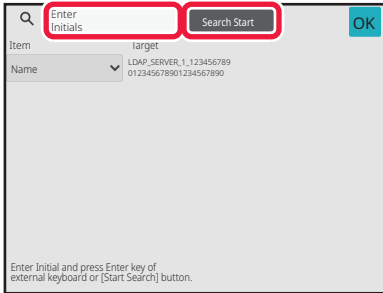 Enter
Initials
Search Start
OK
Item Target
Name
LDAP_SERVER_1_123456789
012345678901234567890
Enter Initial and press Enter key of
external keyboard or [Start Search] button.